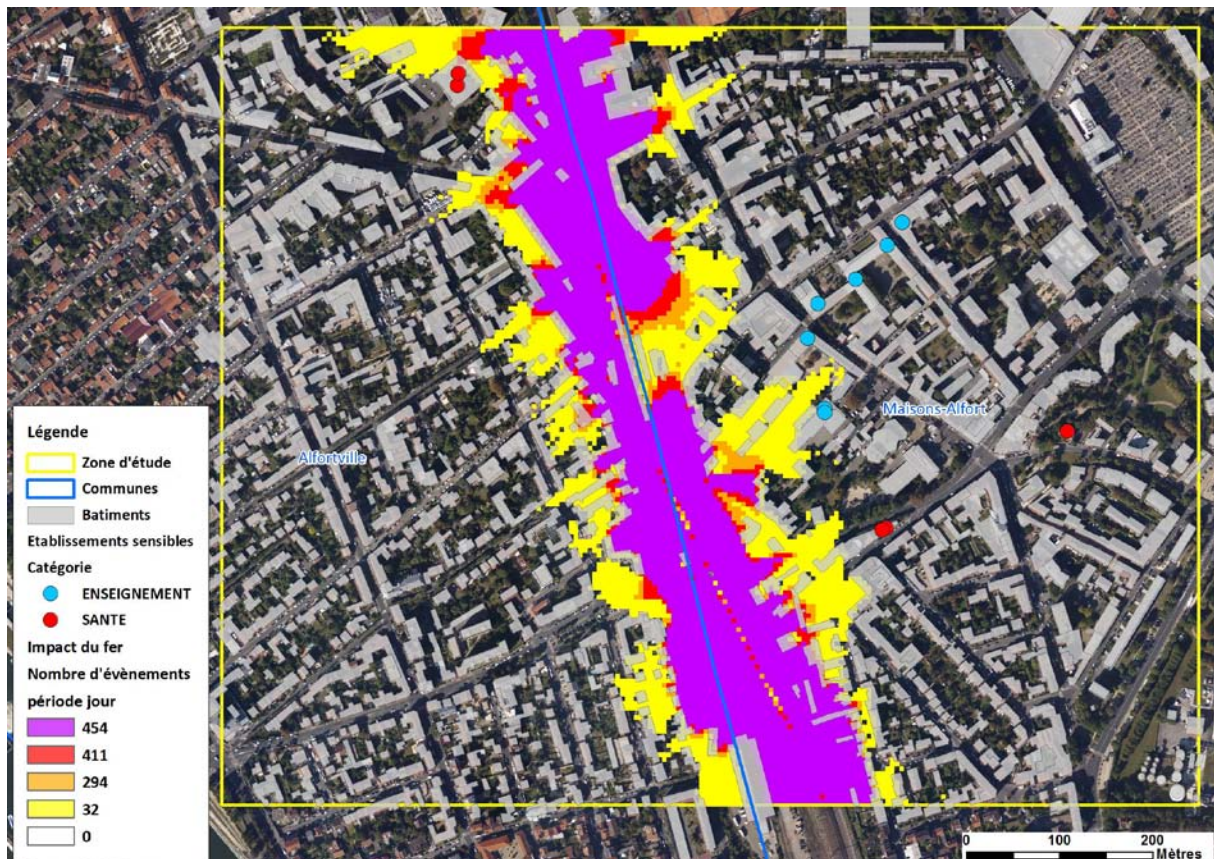 Maisons-Alfort
Alfortville
Légende
Zone d'étude
Communes
Batiments
Etablissements sensibles
Catégorie
ENSEIGNEMENT
SANTE
Impact du fer
Nombre d'évènements
période jour
454
411
294
32
0
0 100 200
Mètres